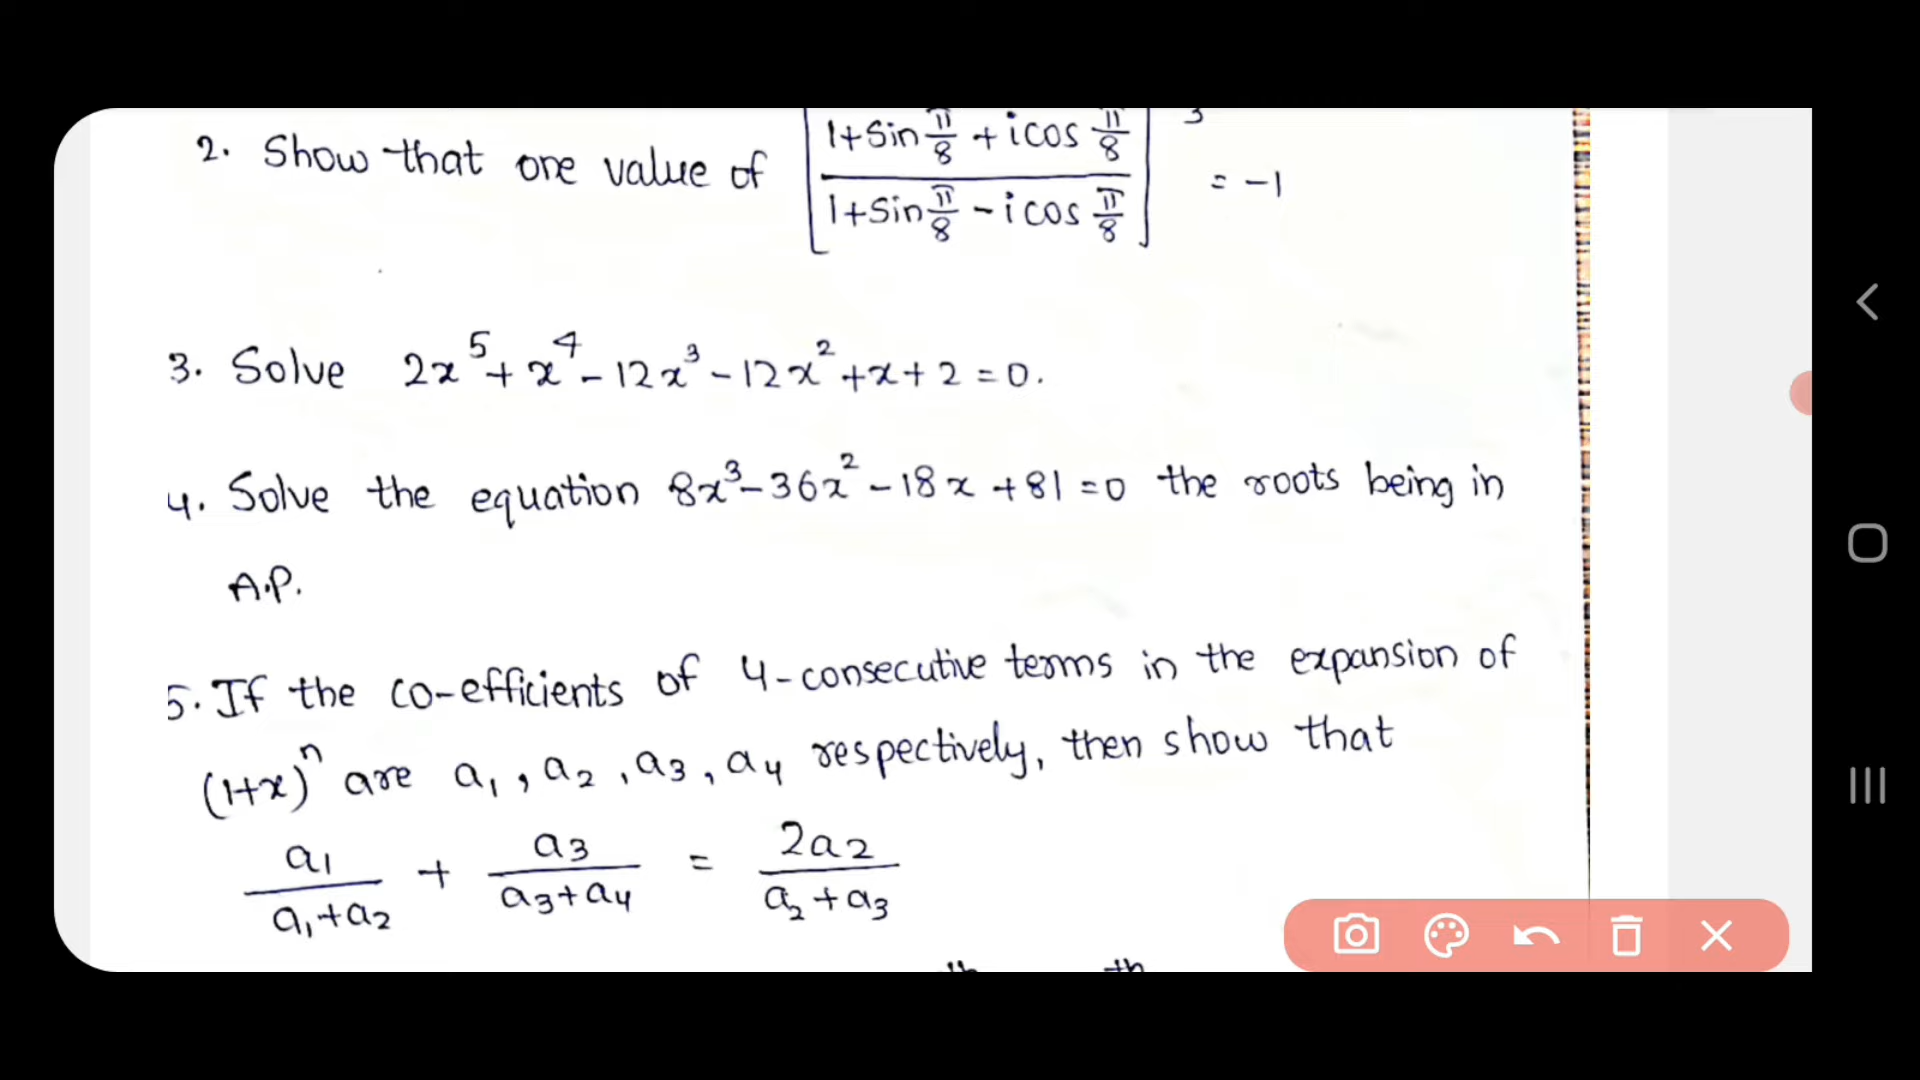 2. Show that one value of [(1+Sin π/8 + icos π/8)/(1+Sin π/8 - icos π/8)] = -1
3. Solve 2x⁵+x⁴-12x³-12x²+x+2=0.
4. Solve the equation 8x³-36x²-18x+81=0 the roots being in
A.P.
5. If the co-efficients of 4-consecutive terms in the expansion of
(1+x)ⁿ are a₁, a₂, a₃, a₄ respectively, then show that
a₁/(a₁+a₂) + a₃/(a₃+a₄) = 2a₂/(a₂+a₃)